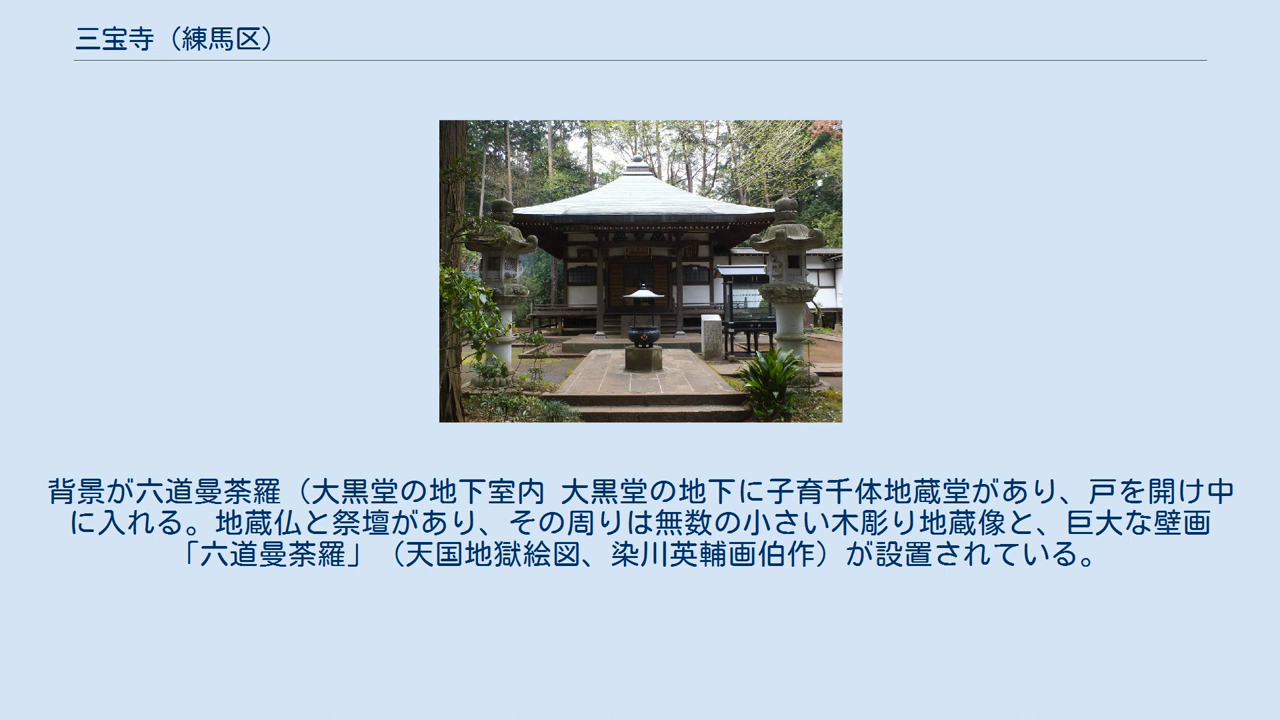 三宝寺（練馬区）
背景が六道曼荼羅（大黒堂の地下室内 大黒堂の地下に子育千体地蔵堂があり、戸を開け中
に入れる。地蔵仏と祭壇があり、その周りは無数の小さい木彫り地蔵像と、巨大な壁画
「六道曼荼羅」（天国地獄絵図、染川英輔画伯作）が設置されている。